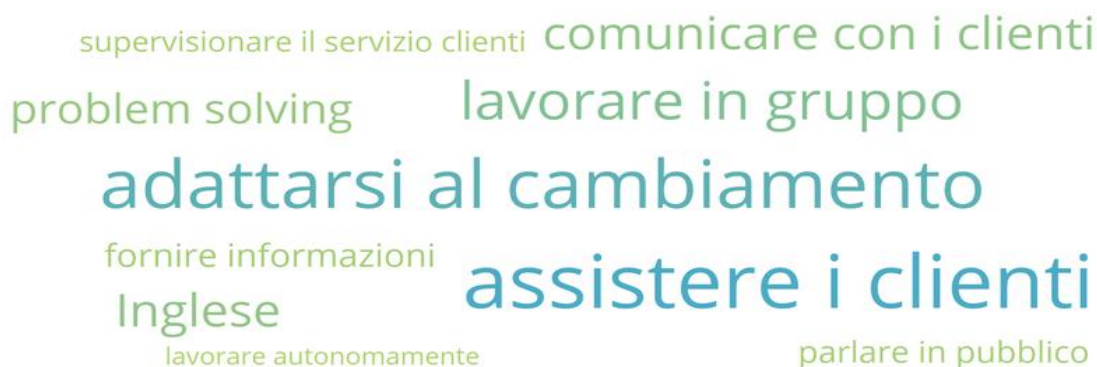 supervisionare il servizio clienti
comunicare con i clienti
problem solving
lavorare in gruppo
adattarsi al cambiamento
fornire informazioni
assistere i clienti
Inglese
lavorare autonomamente
parlare in pubblico